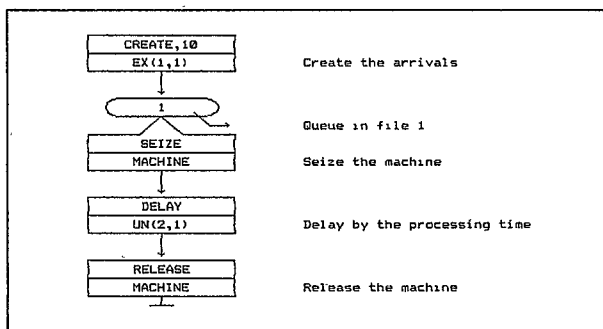 CREATE,10
EX(1,1) Create the arrivals
1
Queue in file 1
SEIZE
MACHINE Seize the machine
DELAY
UN(2,1) Delay by the processing time
RELEASE
MACHINE Release the machine